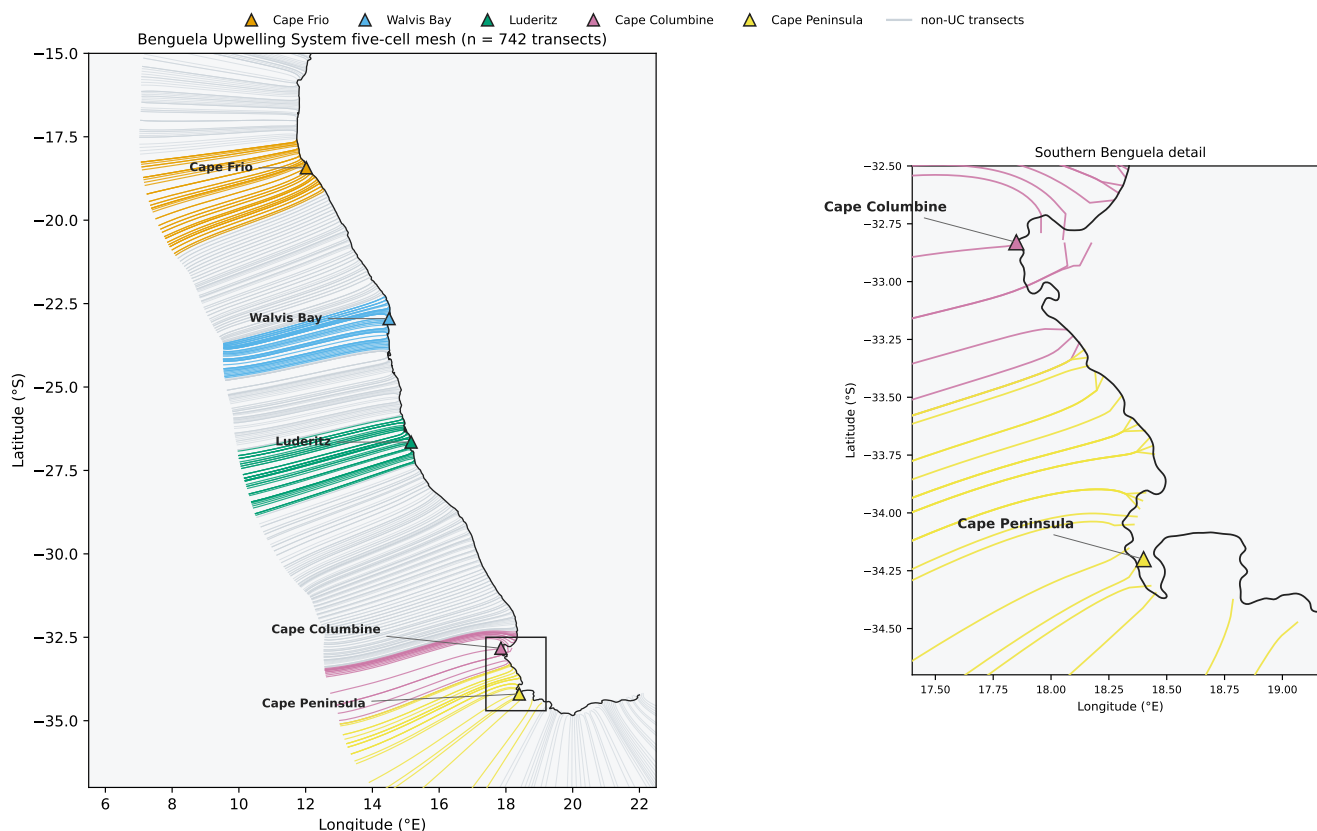 Cape Frio Walvis Bay Luderitz Cape Columbine Cape Peninsula non-UC transects
Benguela Upwelling System five-cell mesh (n = 742 transects)
−15.0
−17.5
−20.0
−22.5
−25.0
−27.5
−30.0
−32.5
−35.0
Latitude (°S)
Cape Frio
Walvis Bay
Luderitz
Cape Columbine
Cape Peninsula
6 8 10 12 14 16 18 20 22
Longitude (°E)
Southern Benguela detail
−32.50
−32.75
−33.00
−33.25
−33.50
−33.75
−34.00
−34.25
−34.50
Latitude (°S)
Cape Columbine
Cape Peninsula
17.50 17.75 18.00 18.25 18.50 18.75 19.00
Longitude (°E)